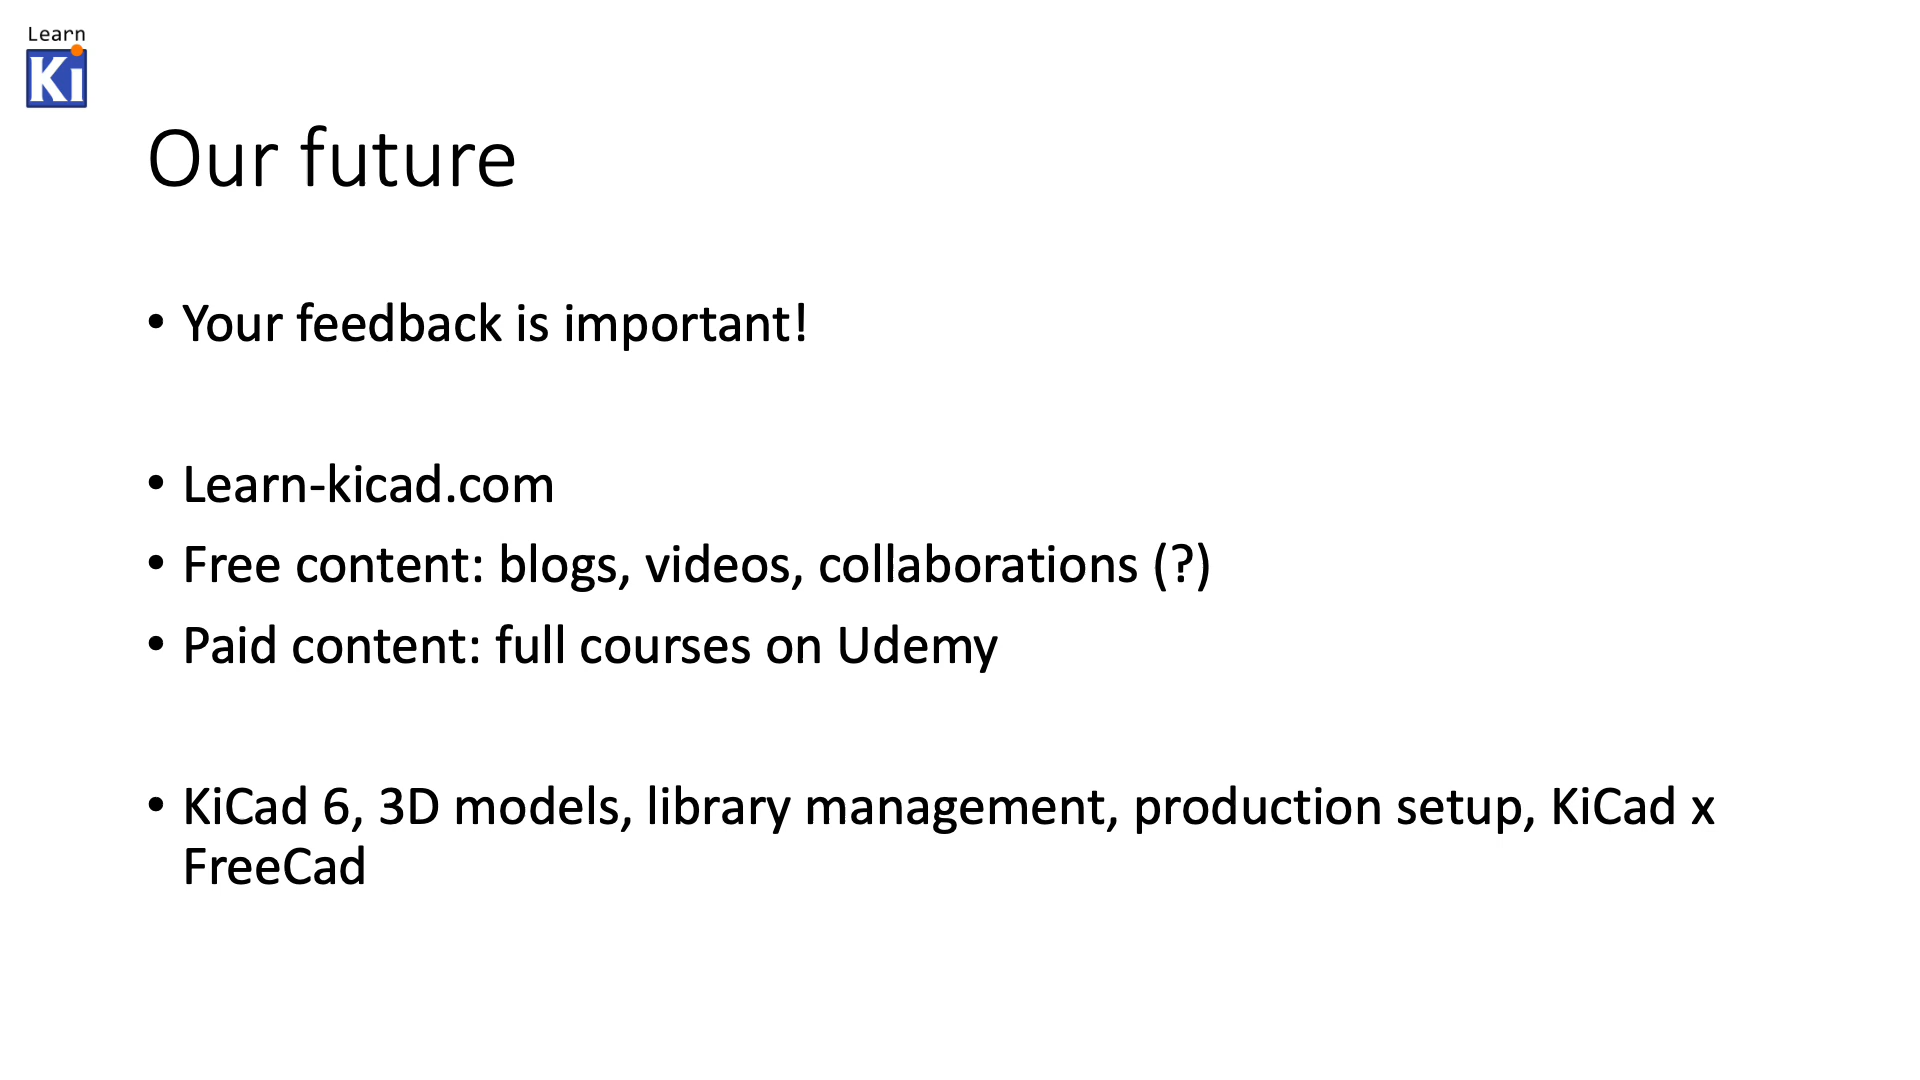 Learn
Ki
Our future
• Your feedback is important!
• Learn-kicad.com
• Free content: blogs, videos, collaborations (?)
• Paid content: full courses on Udemy
• KiCad 6, 3D models, library management, production setup, KiCad x
FreeCad